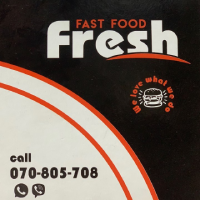 FAST FOOD
Fresh
We love what we do
call
070-805-708